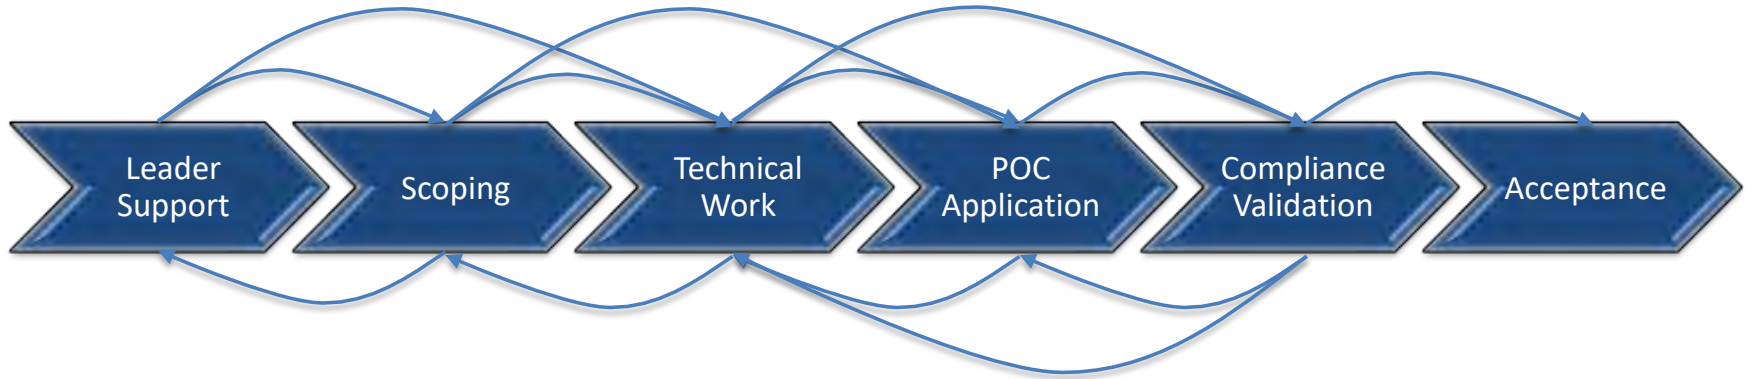 Leader
Support
Scoping
Technical
Work
POC
Application
Compliance
Validation
Acceptance